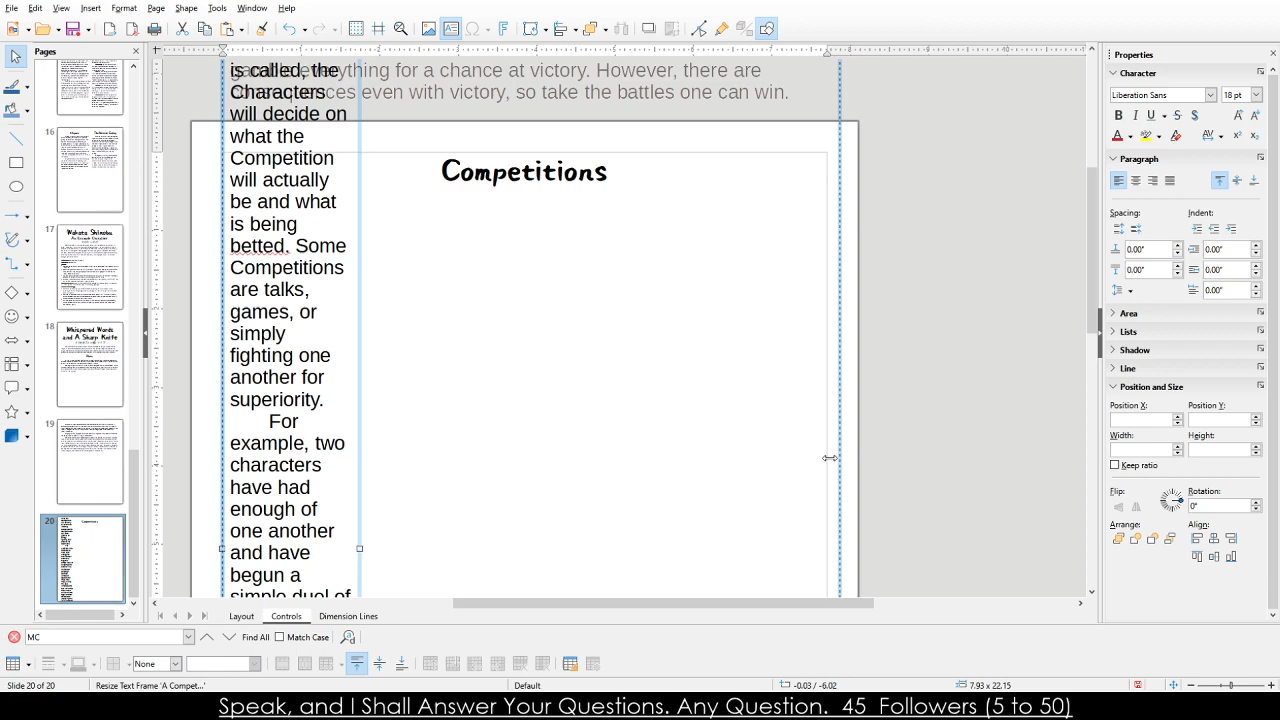 File Edit View Insert Format Page Shape Tools Window Help
Pages
16
17
Wakata Shinobu
18
Whispered Words
and A Sharp Knife
19
20
gamble everything for a chance at victory. However, there are
consequences even with victory, so take the battles one can win.
is called, the
Characters
will decide on
what the
Competition
will actually
be and what
is being
betted. Some
Competitions
are talks,
games, or
simply
fighting one
another for
superiority.
For
example, two
characters
have had
enough of
one another
and have
begun a
simple duel of
Competitions
Properties
Character
Liberation Sans
18 pt
Paragraph
Spacing:
Indent:
0.00"
0.00"
0.00"
0.00"
0.00"
Area
Lists
Shadow
Line
Position and Size
Position X:
Position Y:
Width:
Height:
Keep ratio
Flip:
Rotation:
0°
Arrange:
Align:
Layout Controls Dimension Lines
MC
Find All
Match Case
None
Slide 20 of 20
Resize Text Frame 'A Compet...'
Default
-0.03 / -6.02
7.93 x 22.15
Speak, and I Shall Answer Your Questions. Any Question. 45 Followers (5 to 50)